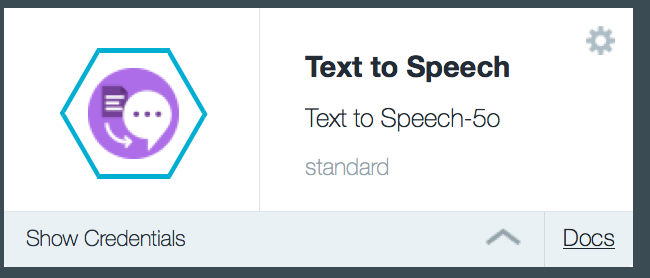 Text to Speech
Text to Speech-5o
standard
Show Credentials
Docs